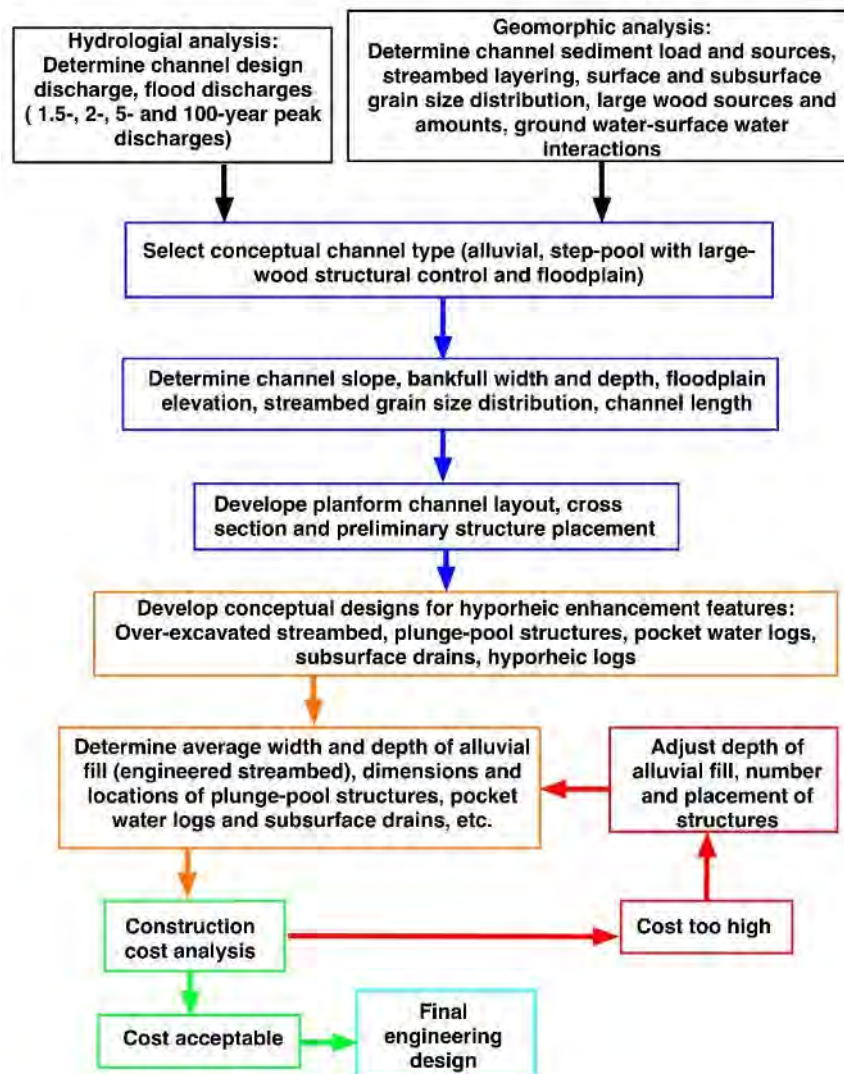 Hydrologial analysis:
Determine channel design
discharge, flood discharges
( 1.5-, 2-, 5- and 100-year peak
discharges)
Geomorphic analysis:
Determine channel sediment load and sources,
streambed layering, surface and subsurface
grain size distribution, large wood sources and
amounts, ground water-surface water
interactions
Select conceptual channel type (alluvial, step-pool with large-
wood structural control and floodplain)
Determine channel slope, bankfull width and depth, floodplain
elevation, streambed grain size distribution, channel length
Develope planform channel layout, cross
section and preliminary structure placement
Develop conceptual designs for hyporheic enhancement features:
Over-excavated streambed, plunge-pool structures, pocket water logs,
subsurface drains, hyporheic logs
Determine average width and depth of alluvial
fill (engineered streambed), dimensions and
locations of plunge-pool structures, pocket
water logs and subsurface drains, etc.
Adjust depth of
alluvial fill, number
and placement of
structures
Construction
cost analysis
Cost too high
Cost acceptable
Final
engineering
design